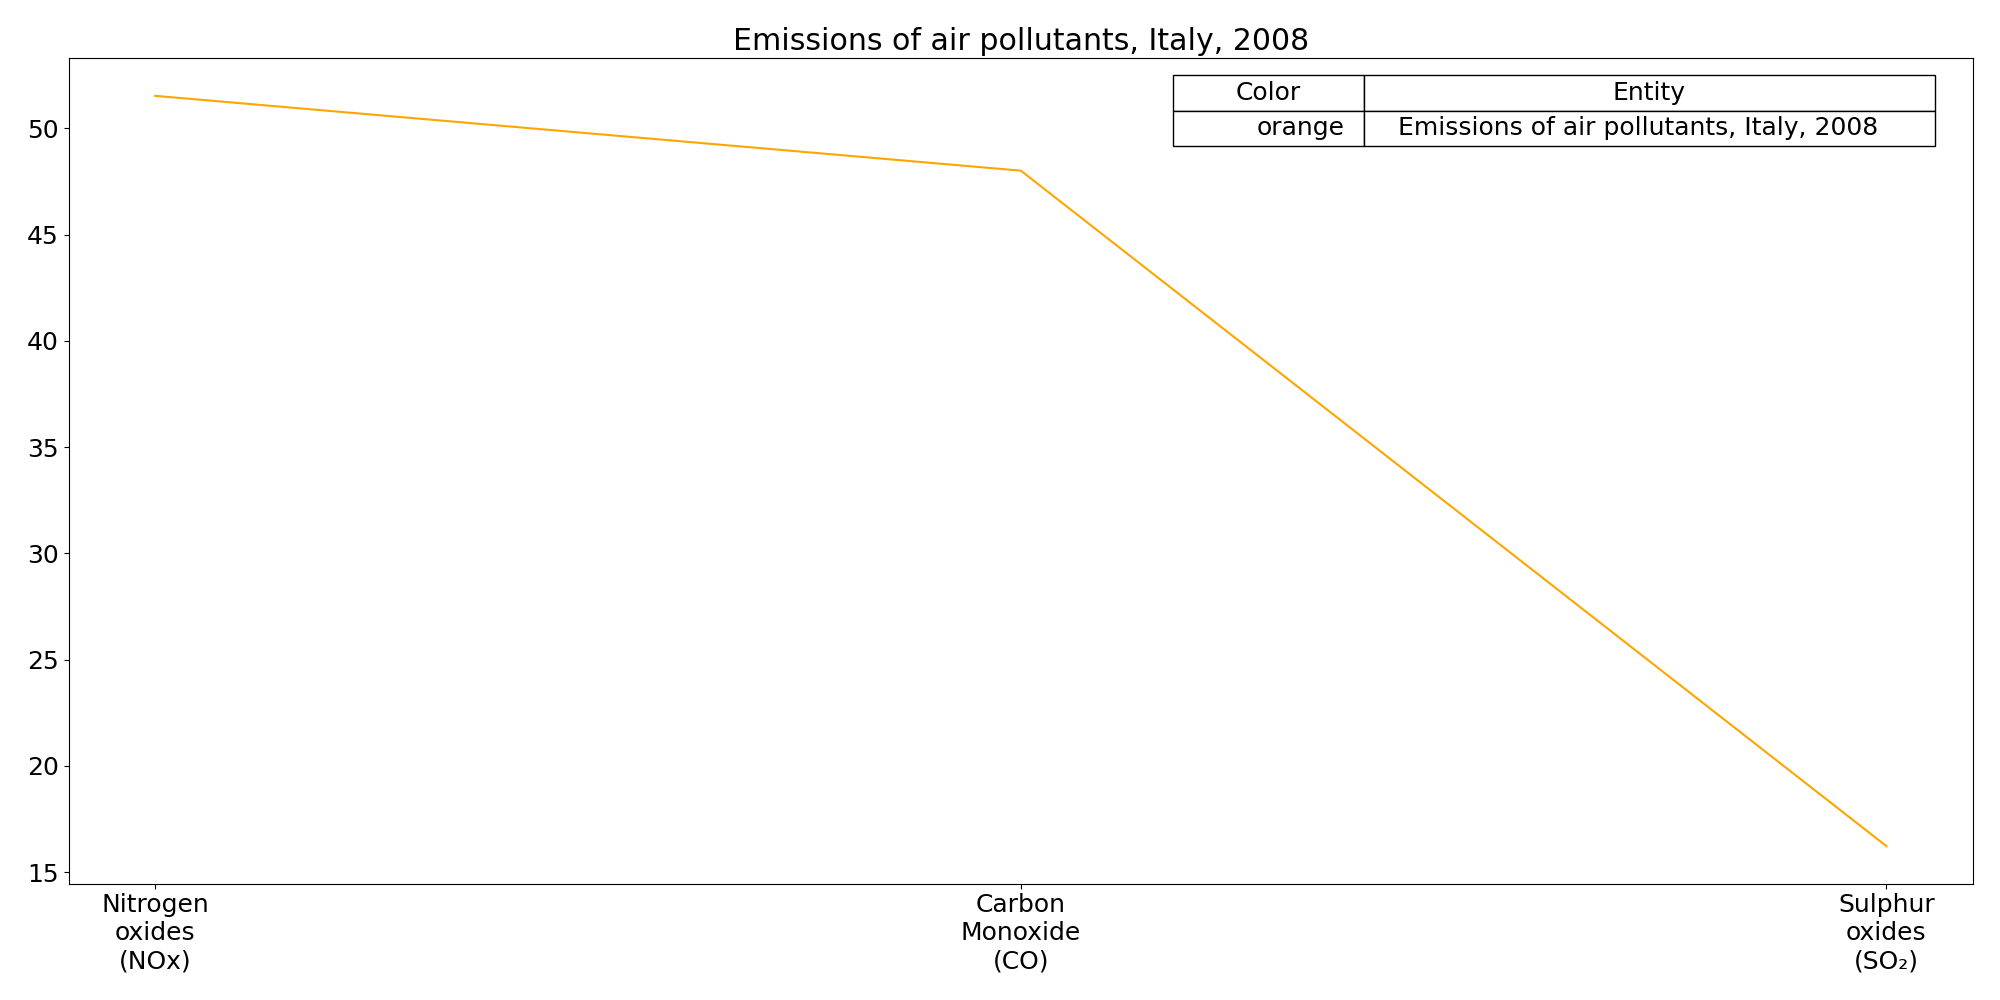 Emissions of air pollutants, Italy, 2008
Color Entity
orange Emissions of air pollutants, Italy, 2008
50
45
40
35
30
25
20
15
Nitrogen
oxides
(NOx)
Carbon
Monoxide
(CO)
Sulphur
oxides
(SO₂)